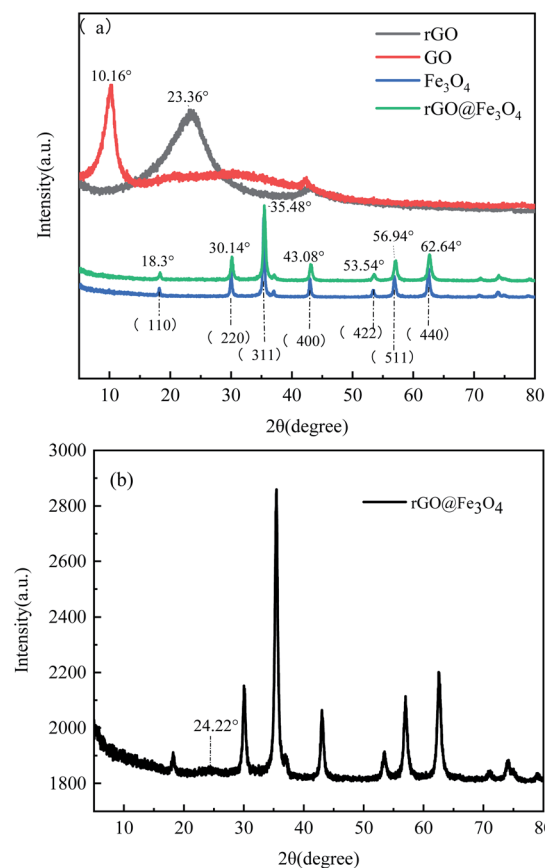 (a)
rGO
GO
Fe₃O₄
rGO@Fe₃O₄
10.16°
23.36°
35.48°
18.3°
30.14°
43.08°
53.54°
56.94°
62.64°
(110)
(220)
(311)
(400)
(422)
(511)
(440)
Intensity(a.u.)
10 20 30 40 50 60 70 80
2θ(degree)
(b)
rGO@Fe₃O₄
3000
2800
2600
2400
2200
2000
1800
24.22°
Intensity(a.u.)
10 20 30 40 50 60 70 80
2θ(degree)